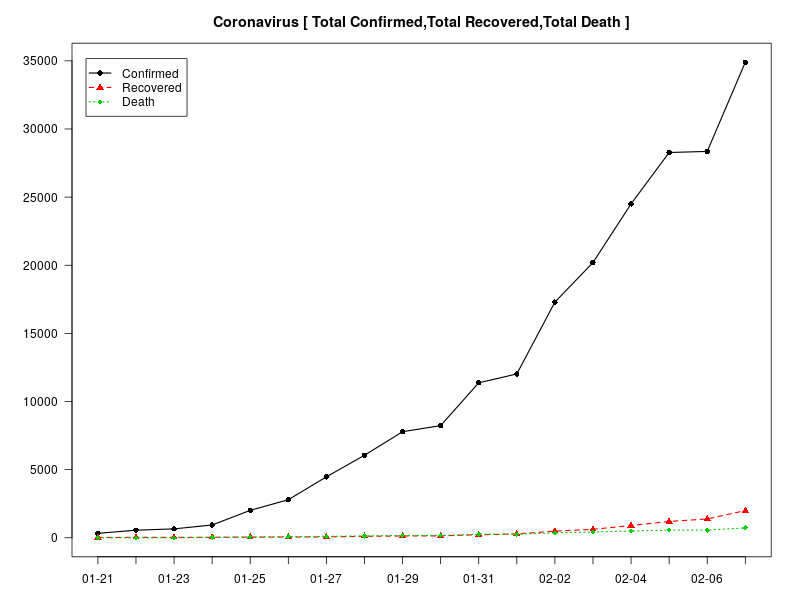 Coronavirus [ Total Confirmed,Total Recovered,Total Death ]
Confirmed
Recovered
Death
35000
30000
25000
20000
15000
10000
5000
0
01-21 01-23 01-25 01-27 01-29 01-31 02-02 02-04 02-06